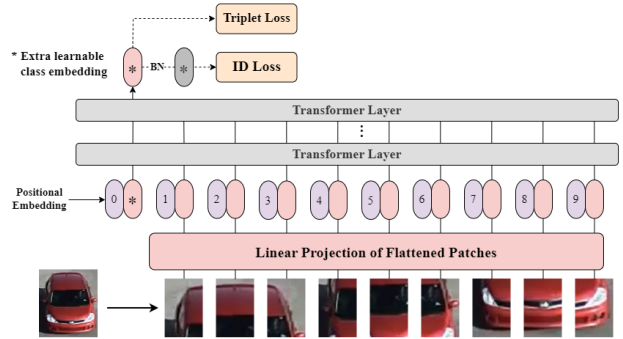 Triplet Loss
* Extra learnable
class embedding
* BN * ID Loss
Transformer Layer
⋮
Transformer Layer
Positional
Embedding
0 * 1 2 3 4 5 6 7 8 9
Linear Projection of Flattened Patches